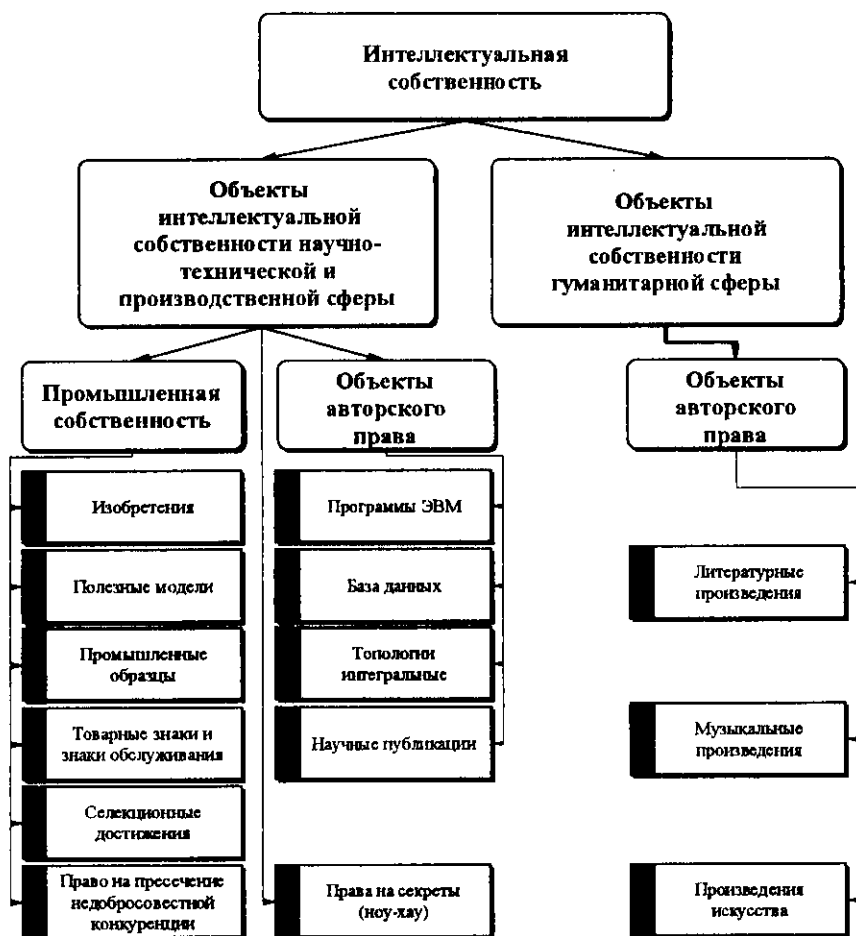 Интеллектуальная
собственность
Объекты
интеллектуальной
собственности научно-
технической и
производственной сферы
Объекты
интеллектуальной
собственности
гуманитарной сферы
Промышленная
собственность
Объекты
авторского
права
Объекты
авторского
права
Изобретения
Полезные модели
Промышленные
образцы
Товарные знаки и
знаки обслуживания
Селекционные
достижения
Право на пресечение
недобросовестной
конкуренции
Программы ЭВМ
База данных
Топологии
интегральные
Научные публикации
Права на секреты
(ноу-хау)
Литературные
произведения
Музыкальные
произведения
Произведения
искусства